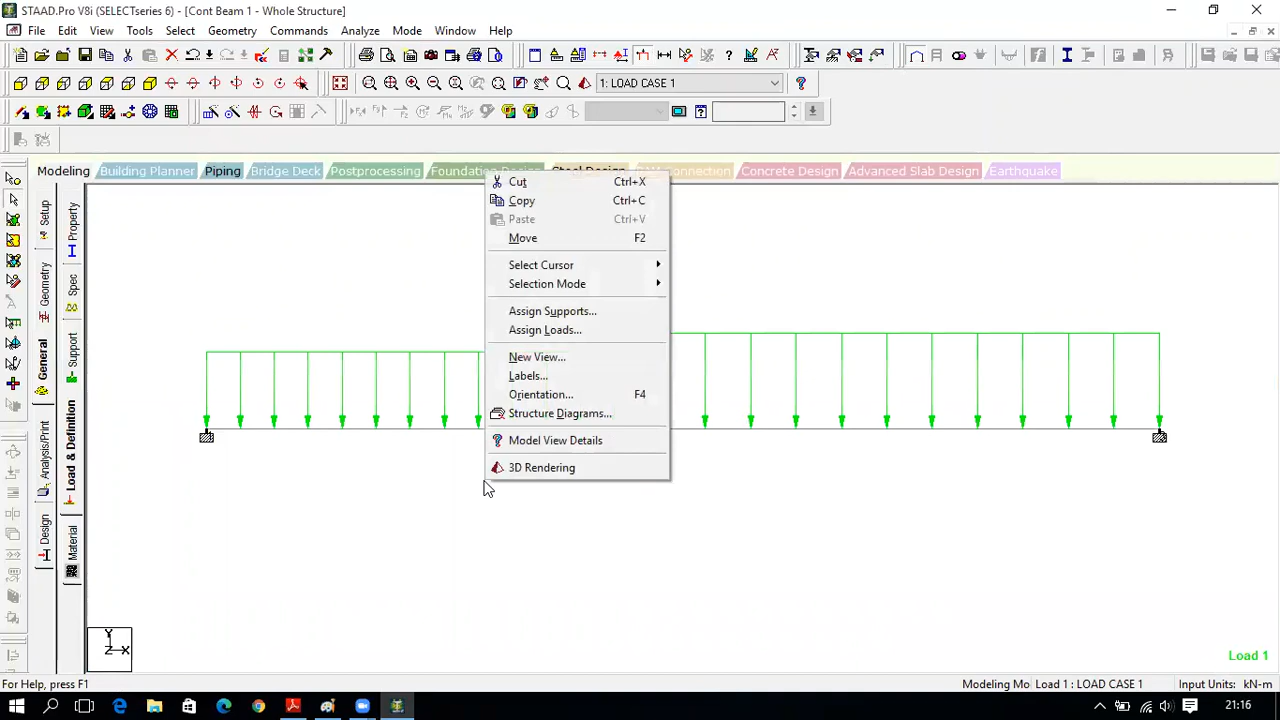 STAAD.Pro V8i (SELECTseries 6) - [Cont Beam 1 - Whole Structure]
File Edit View Tools Select Geometry Commands Analyze Mode Window Help
1: LOAD CASE 1
Modeling Building Planner Piping Bridge Deck Postprocessing Foundation Design Steel Design Connection Concrete Design Advanced Slab Design Earthquake
Setup
Geometry
General
Analysis/Print
Design
Property
Spec
Support
Load & Definition
Material
Cut Ctrl+X
Copy Ctrl+C
Paste Ctrl+V
Move F2
Select Cursor
Selection Mode
Assign Supports...
Assign Loads...
New View...
Labels...
Orientation... F4
Structure Diagrams...
Model View Details
3D Rendering
Y
Z X
Load 1
For Help, press F1
Modeling Mo Load 1 : LOAD CASE 1 Input Units: kN-m
21:16